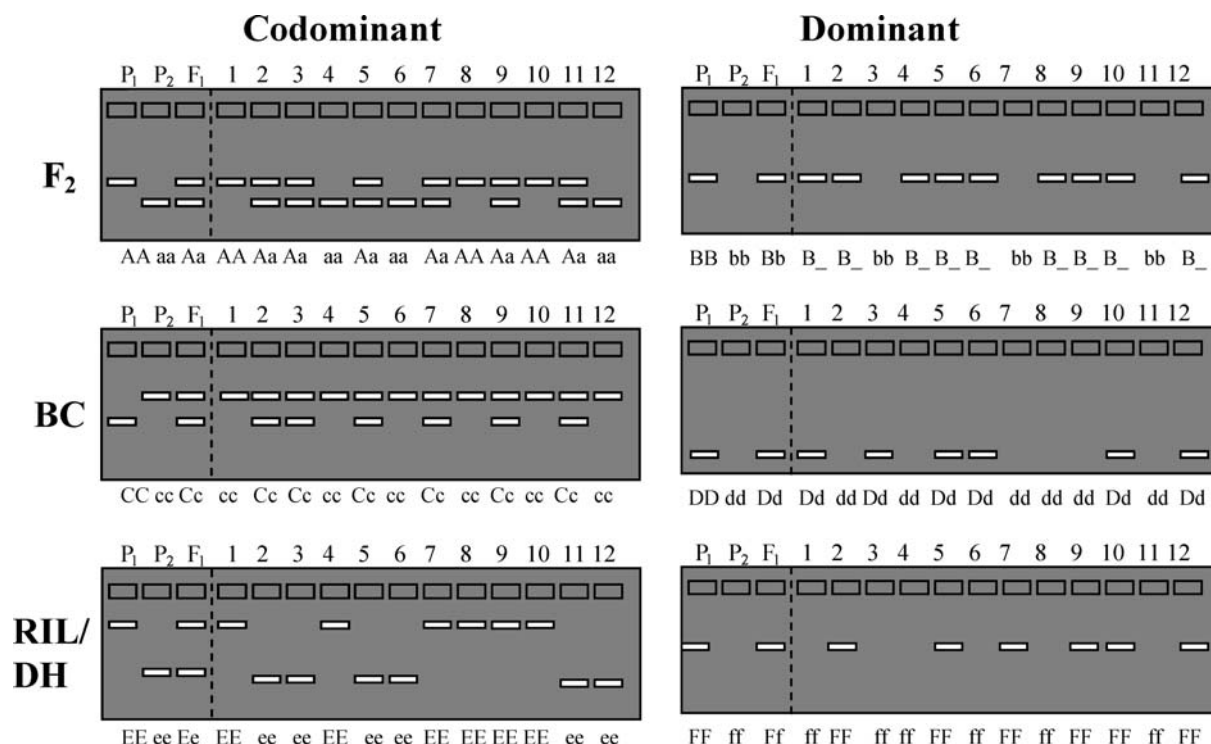 Codominant
Dominant
P₁ P₂ F₁ 1 2 3 4 5 6 7 8 9 10 11 12
P₁ P₂ F₁ 1 2 3 4 5 6 7 8 9 10 11 12
F₂
AA aa Aa AA Aa Aa aa Aa aa Aa AA Aa AA Aa aa
BB bb Bb B_ B_ bb B_ B_ B_ bb B_ B_ B_ bb B_
P₁ P₂ F₁ 1 2 3 4 5 6 7 8 9 10 11 12
P₁ P₂ F₁ 1 2 3 4 5 6 7 8 9 10 11 12
BC
CC cc Cc cc Cc Cc cc Cc cc Cc cc Cc cc Cc cc
DD dd Dd Dd dd Dd dd Dd Dd dd dd dd Dd dd Dd
P₁ P₂ F₁ 1 2 3 4 5 6 7 8 9 10 11 12
P₁ P₂ F₁ 1 2 3 4 5 6 7 8 9 10 11 12
RIL/
DH
EE ee Ee EE ee ee EE ee ee EE EE EE EE ee ee
FF ff Ff ff FF ff ff FF ff FF ff FF FF ff FF